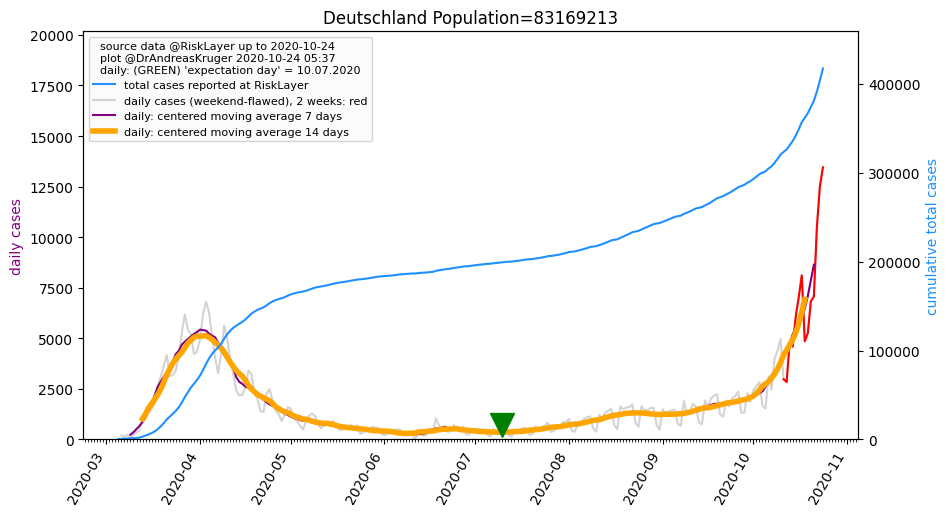 Deutschland Population=83169213
source data @RiskLayer up to 2020-10-24
plot @DrAndreasKruger 2020-10-24 05:37
daily: (GREEN) 'expectation day' = 10.07.2020
total cases reported at RiskLayer
daily cases (weekend-flawed), 2 weeks: red
daily: centered moving average 7 days
daily: centered moving average 14 days
daily cases
20000
17500
15000
12500
10000
7500
5000
2500
0
cumulative total cases
400000
300000
200000
100000
0
2020-03
2020-04
2020-05
2020-06
2020-07
2020-08
2020-09
2020-10
2020-11